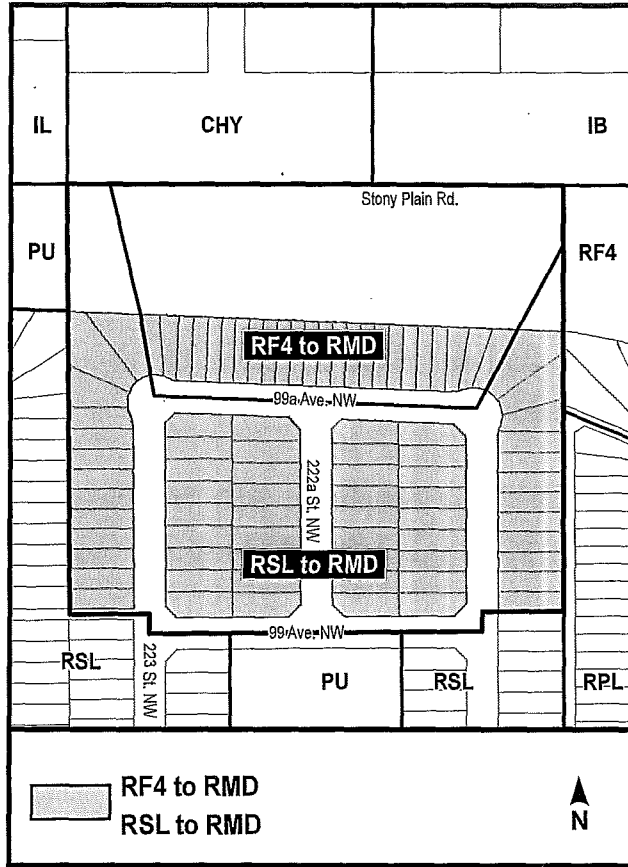 IL
CHY
IB
Stony Plain Rd.
PU
RF4
RF4 to RMD
99a Ave. NW
222a St. NW
RSL to RMD
99 Ave. NW
RSL
223 St. NW
PU
RSL
RPL
RF4 to RMD
RSL to RMD
N